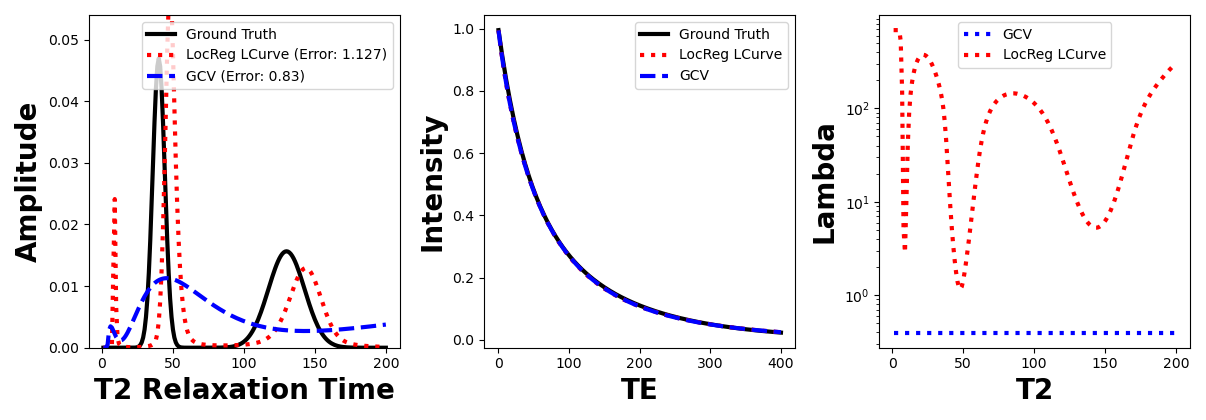 Amplitude
0.05
0.04
0.03
0.02
0.01
0.00
Ground Truth
LocReg LCurve (Error: 1.127)
GCV (Error: 0.83)
0 50 100 150 200
T2 Relaxation Time
Intensity
1.0
0.8
0.6
0.4
0.2
0.0
Ground Truth
LocReg LCurve
GCV
0 100 200 300 400
TE
Lambda
10²
10¹
10⁰
GCV
LocReg LCurve
0 50 100 150 200
T2